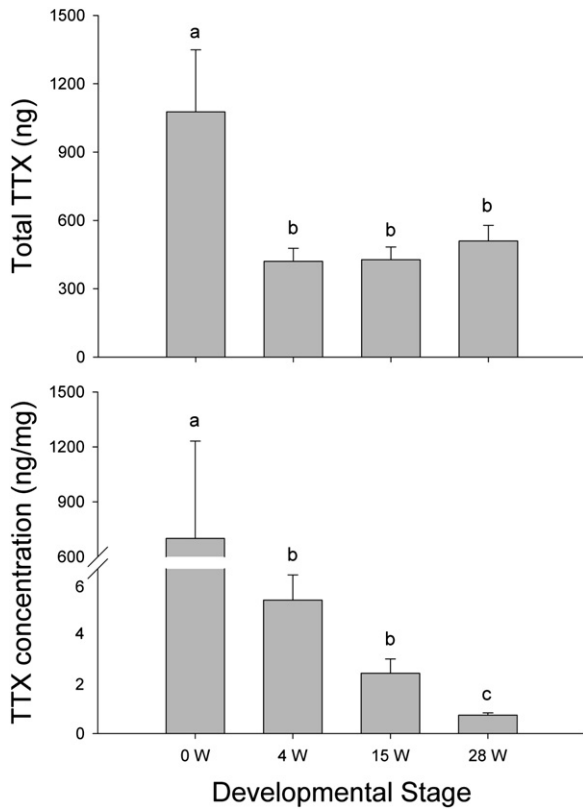 Total TTX (ng)
1500
1200
900
600
300
0
a
b
b
b
TTX concentration (ng/mg)
1500
1200
900
600
6
4
2
0
a
b
b
c
0 W
4 W
15 W
28 W
Developmental Stage